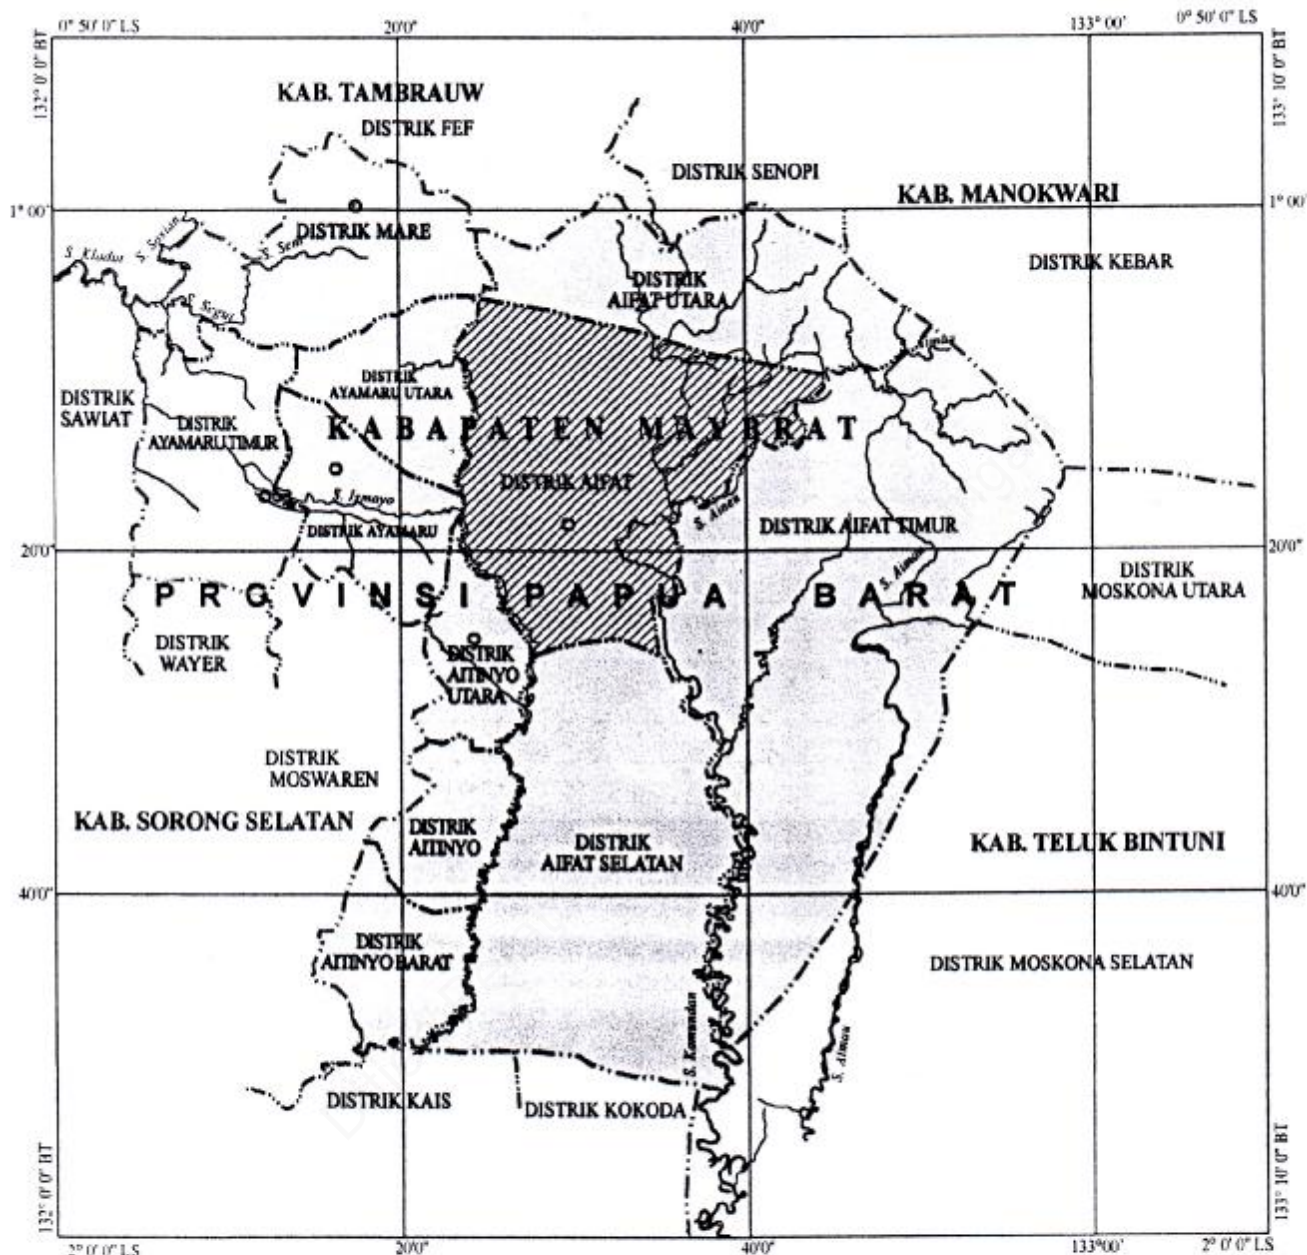 0° 50' 0" LS
20'0"
40'0"
133° 00'
0° 50' 0" LS
132° 0' 0" BT
133° 10' 0" BT
KAB. TAMBRAUW
DISTRIK FEF
DISTRIK SENOPI
KAB. MANOKWARI
1° 00'
1° 00'
S. Kladut
DISTRIK MARE
S. Sem
DISTRIK KEBAR
DISTRIK
AIFAT UTARA
S. Segui
DISTRIK
SAWIAT
DISTRIK
AYAMARU UTARA
DISTRIK
AYAMARU TIMUR
KABAPATEN MAYBRAT
DISTRIK AIFAT
DISTRIK AYAMARU
DISTRIK AIFAT TIMUR
20'0"
20'0"
DISTRIK
MOSKONA UTARA
PROVINSI PAPUA BARAT
DISTRIK
WAYER
DISTRIK
AITINYO
UTARA
DISTRIK
MOSWAREN
KAB. SORONG SELATAN
DISTRIK
AITINYO
DISTRIK
AIFAT SELATAN
KAB. TELUK BINTUNI
40'0"
40'0"
DISTRIK
AITINYO BARAT
DISTRIK MOSKONA SELATAN
S. Kamundan
DISTRIK KAIS
DISTRIK KOKODA
132° 0' 0" BT
133° 10' 0" BT
2° 0' 0" LS
20'0"
40'0"
133°00'
2° 0' 0" LS